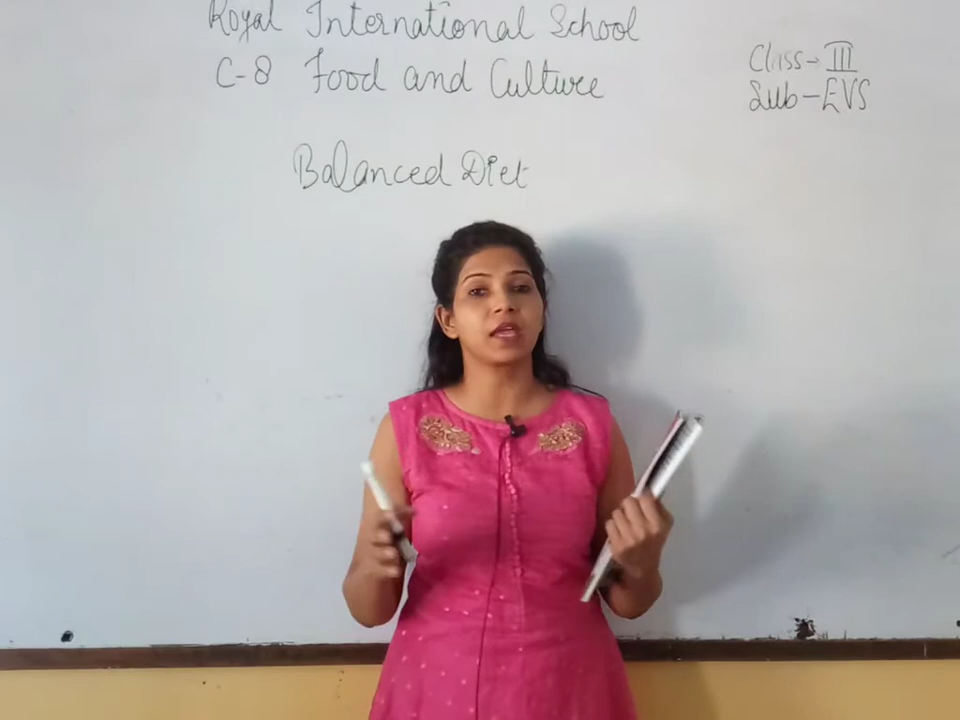 Royal International School
C-8 Food and Culture
Class→ III
Sub-EVS
Balanced Diet